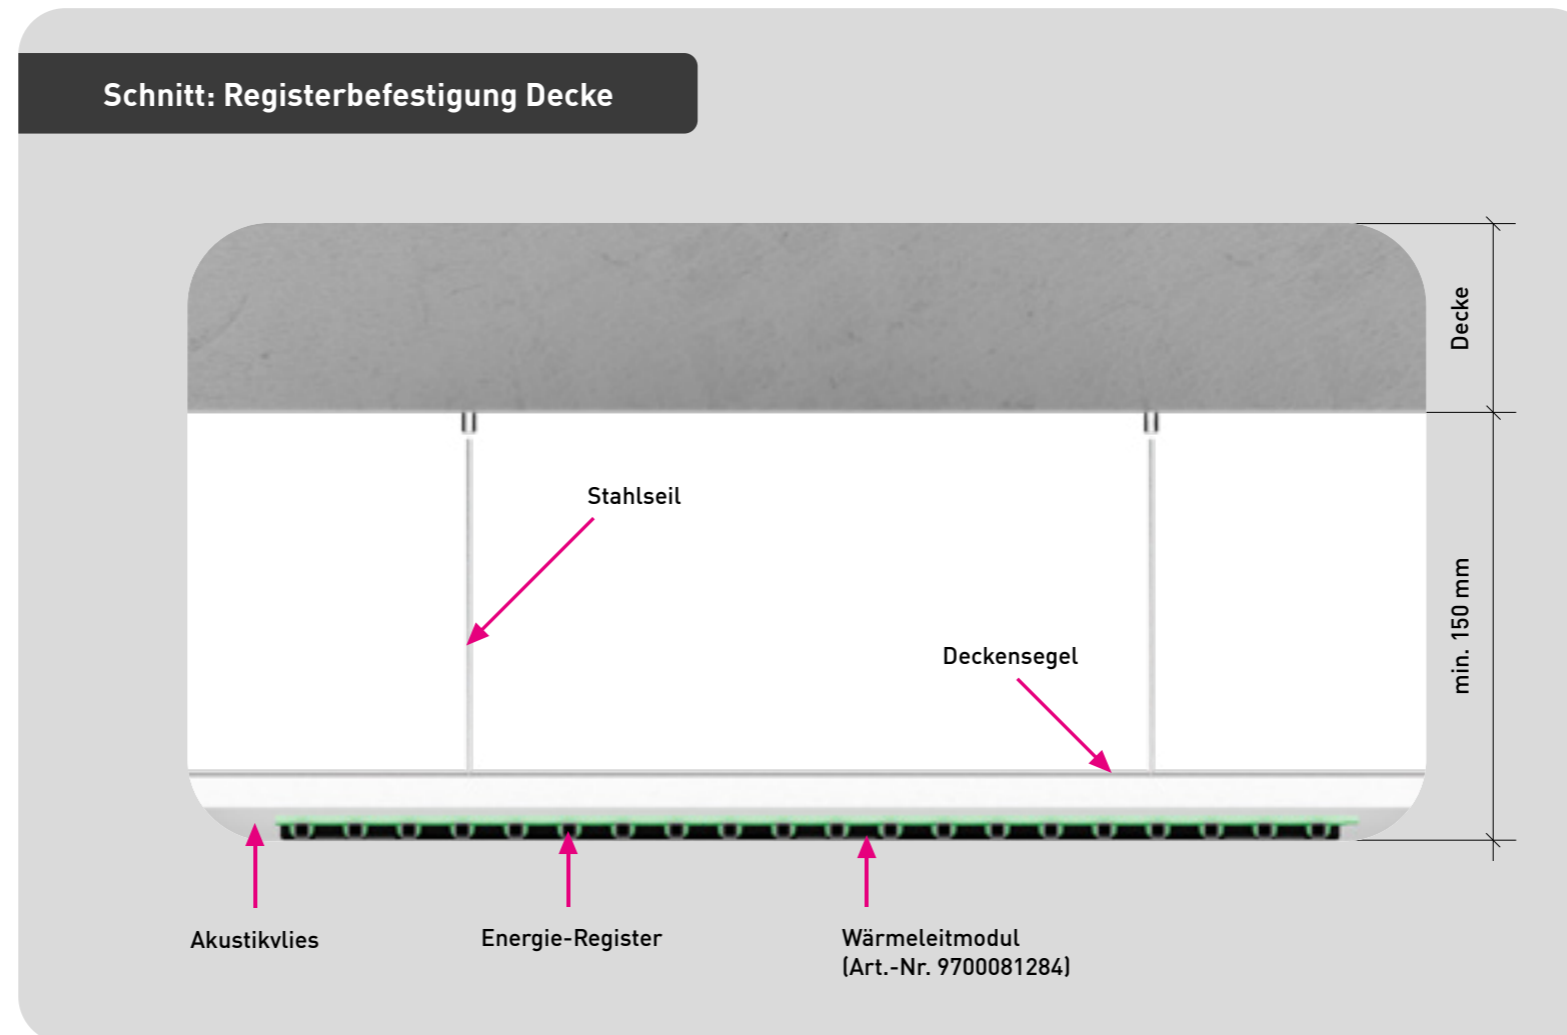 Schnitt: Registerbefestigung Decke
Decke
Stahlseil
min. 150 mm
Deckensegel
Akustikvlies
Energie-Register
Wärmeleitmodul
(Art.-Nr. 9700081284)